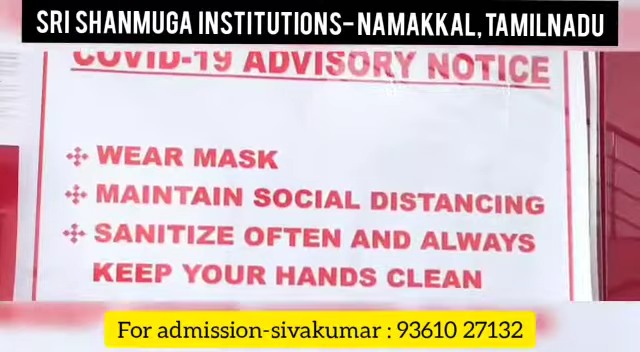 SRI SHANMUGA INSTITUTIONS-NAMAKKAL, TAMILNADU
COVID-19 ADVISORY NOTICE
WEAR MASK
MAINTAIN SOCIAL DISTANCING
SANITIZE OFTEN AND ALWAYS
KEEP YOUR HANDS CLEAN
For admission-sivakumar : 93610 27132